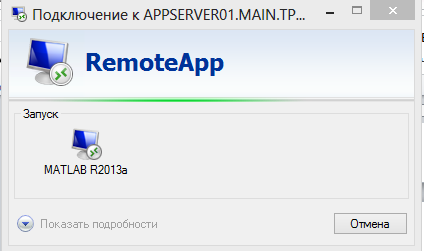 Подключение к APPSERVER01.MAIN.TP...
RemoteApp
Запуск
MATLAB R2013a
Показать подробности
Отмена